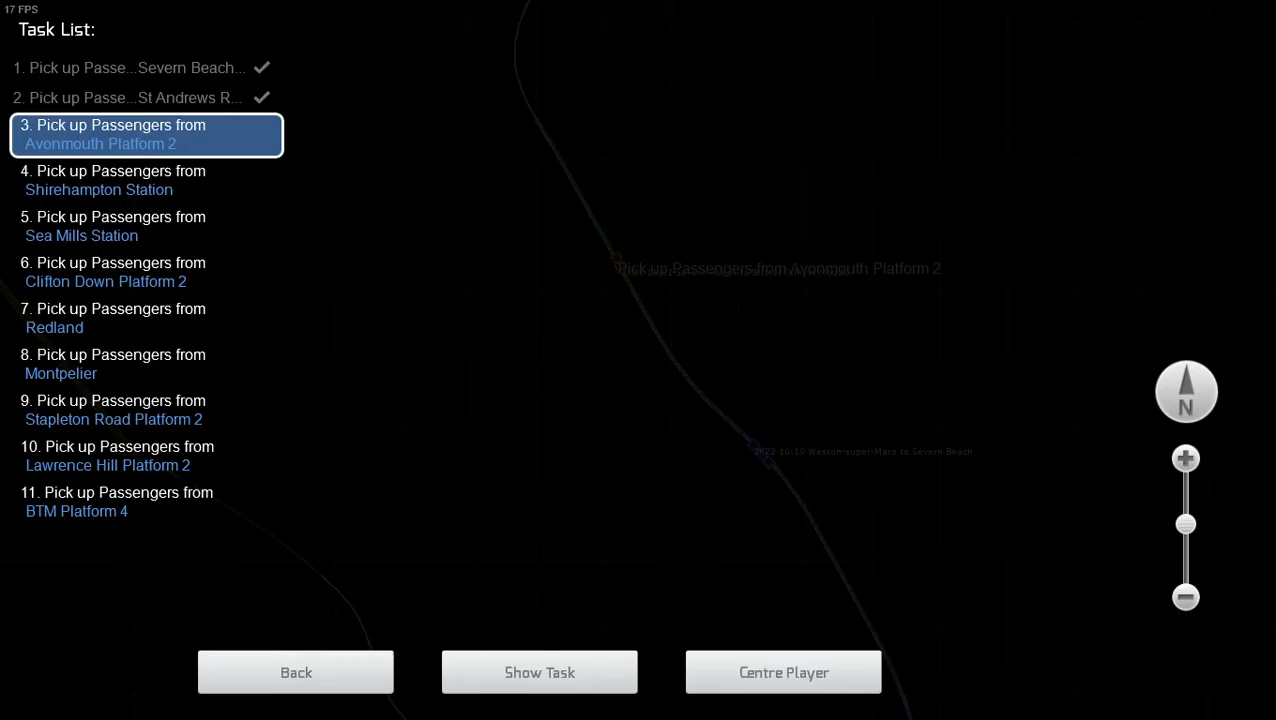 17 FPS
Task List:
1. Pick up Passe...Severn Beach...
2. Pick up Passe...St Andrews R...
3. Pick up Passengers from
Avonmouth Platform 2
4. Pick up Passengers from
Shirehampton Station
5. Pick up Passengers from
Sea Mills Station
6. Pick up Passengers from
Clifton Down Platform 2
7. Pick up Passengers from
Redland
8. Pick up Passengers from
Montpelier
9. Pick up Passengers from
Stapleton Road Platform 2
10. Pick up Passengers from
Lawrence Hill Platform 2
11. Pick up Passengers from
BTM Platform 4
Pick up Passengers from Avonmouth Platform 2
2K22 10:10 Weston-super-Mare to Severn Beach
N
Back
Show Task
Centre Player